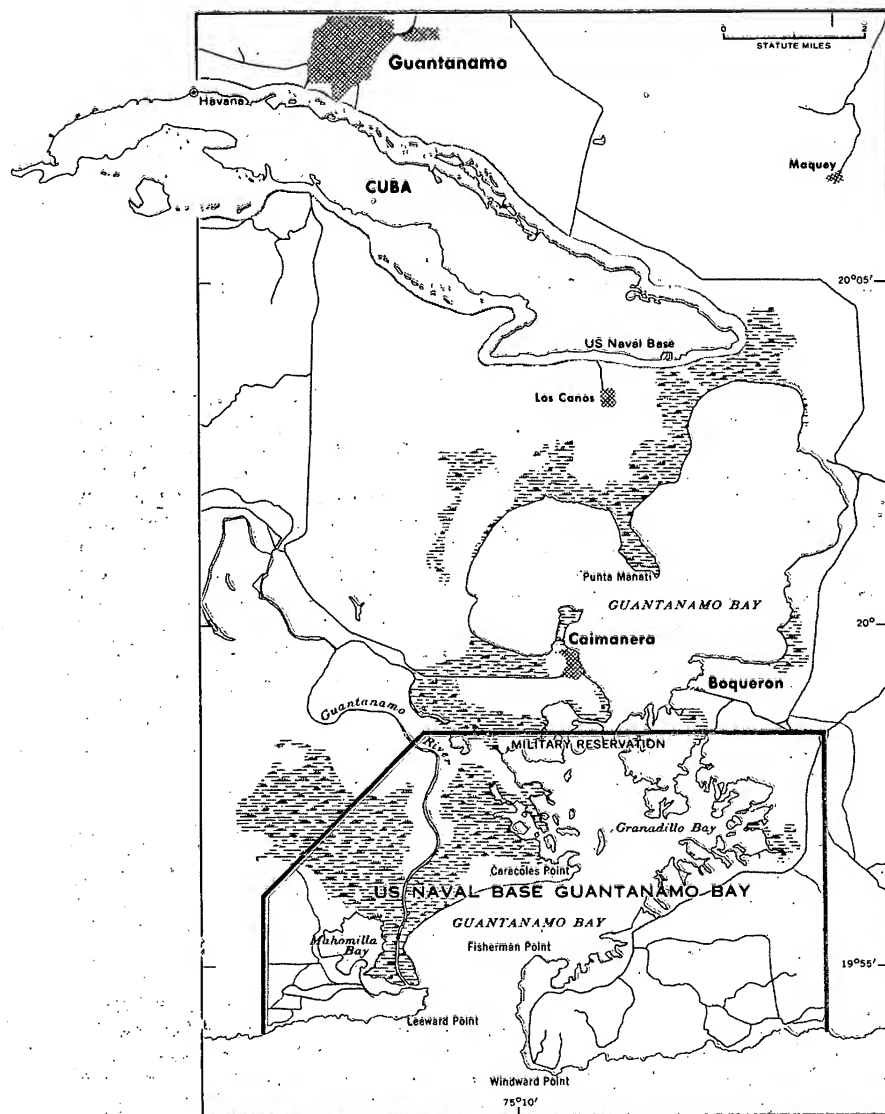 0 2
STATUTE MILES
Guantanamo
Havana
Maquey
CUBA
20°05'
US Naval Base
Los Canos
Punta Manati
GUANTANAMO BAY
20°
Caimanera
Boqueron
Guantanamo
River
MILITARY RESERVATION
Granadillo Bay
Caracoles Point
US NAVAL BASE GUANTANAMO BAY
GUANTANAMO BAY
Mahomilla
Bay
Fisherman Point
19°55'
Leeward Point
Windward Point
75°10'